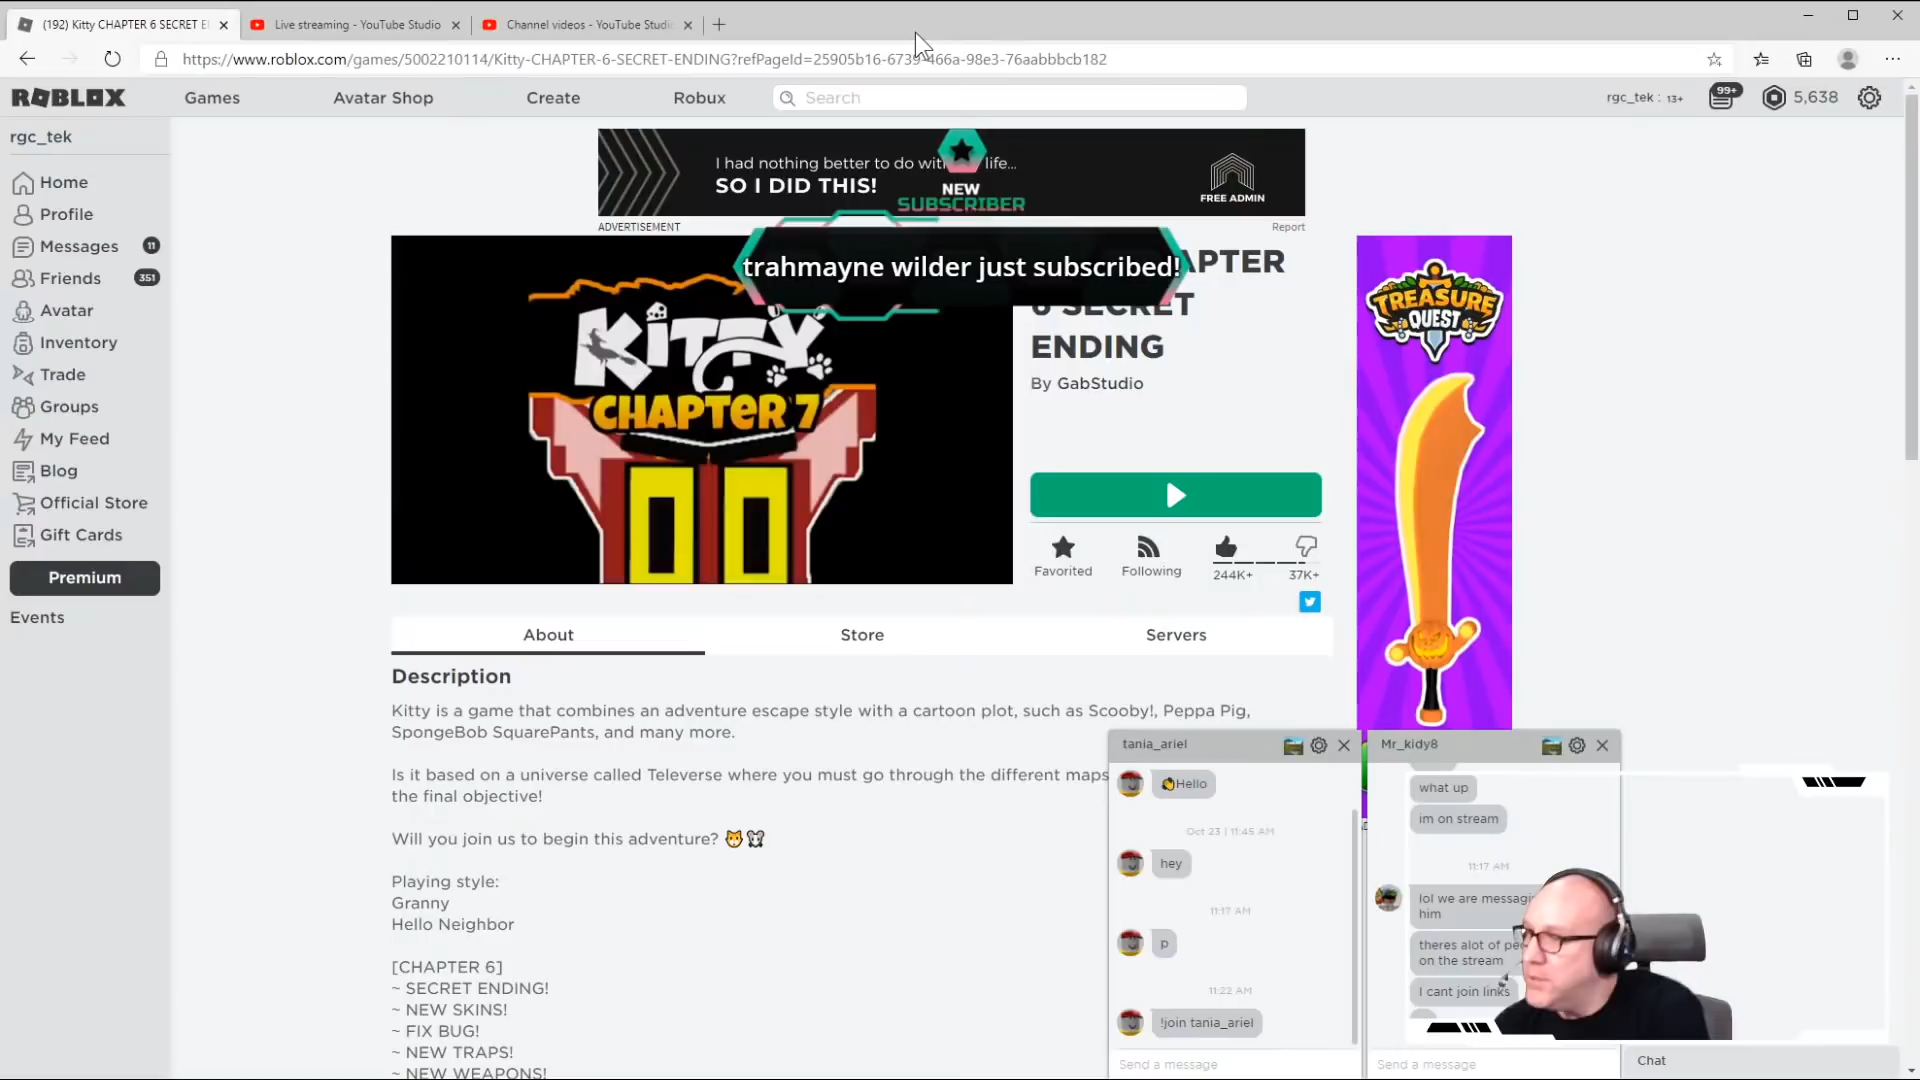 (192) Kitty CHAPTER 6 SECRET E
Live streaming - YouTube Studio
Channel videos - YouTube Studio
https://www.roblox.com/games/5002210114/Kitty-CHAPTER-6-SECRET-ENDING?refPageId=25905b16-6739-466a-98e3-76aabbbcb182
ROBLOX
Games
Avatar Shop
Create
Robux
Search
rgc_tek : 13+
99+
5,638
rgc_tek
Home
Profile
Messages 11
Friends 351
Avatar
Inventory
Trade
Groups
My Feed
Blog
Official Store
Gift Cards
Premium
Events
I had nothing better to do with life...
SO I DID THIS!
FREE ADMIN
NEW
SUBSCRIBER
ADVERTISEMENT
Report
trahmayne wilder just subscribed!
KiTTY
CHAPTER 7
APTER
6 SECRET
ENDING
By GabStudio
Favorited
Following
244K+
37K+
TREASURE
QUEST
About
Store
Servers
Description
Kitty is a game that combines an adventure escape style with a cartoon plot, such as Scooby!, Peppa Pig,
SpongeBob SquarePants, and many more.
Is it based on a universe called Televerse where you must go through the different maps
the final objective!
Will you join us to begin this adventure? 🐱🐭
Playing style:
Granny
Hello Neighbor
[CHAPTER 6]
~ SECRET ENDING!
~ NEW SKINS!
~ FIX BUG!
~ NEW TRAPS!
~ NEW WEAPONS!
tania_ariel
👋Hello
Oct 23 | 11:45 AM
hey
11:17 AM
p
11:22 AM
!join tania_ariel
Send a message
Mr_kidy8
what up
im on stream
11:17 AM
lol we are messagi
him
theres alot of pe
on the stream
I cant join links
Send a message
Chat